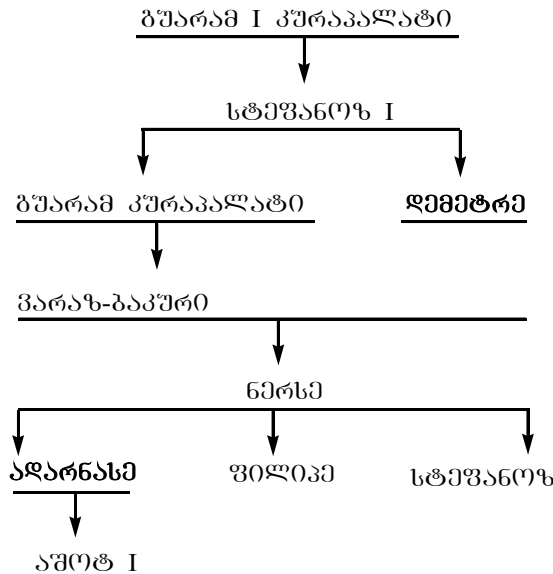 გუარამ I კურაპალატი
სტეფანოზ I
გუარამ კურაპალატი დემეტრე
ვარაზ-ბაკური
ნერსე
ადარნასე ფილიპე სტეფანოზ
აშოტ I